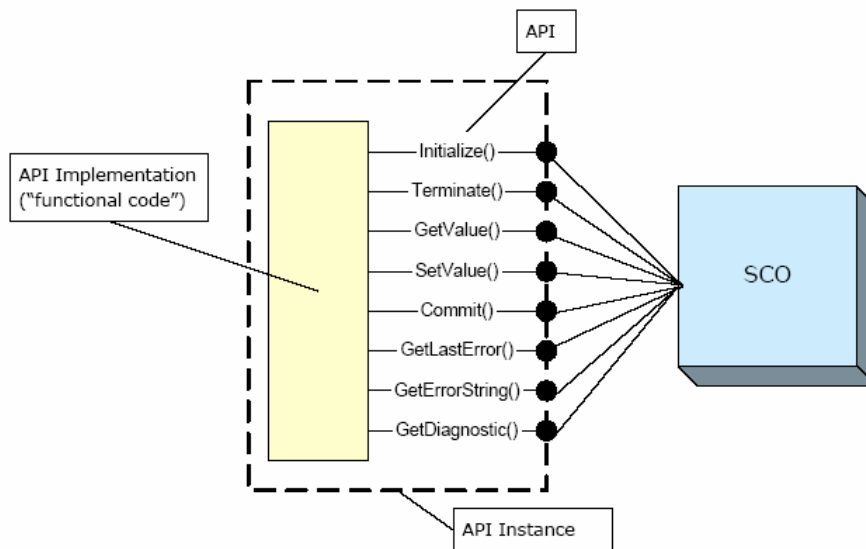 API
Initialize()
Terminate()
GetValue()
SetValue()
Commit()
GetLastError()
GetErrorString()
GetDiagnostic()
API Implementation
(“functional code”)
SCO
API Instance